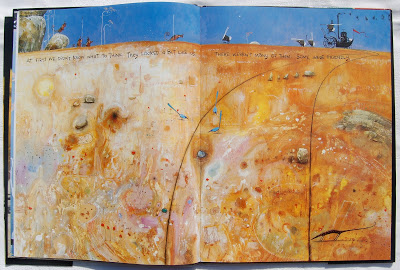 AT FIRST WE DIDN'T KNOW WHAT TO THINK. THEY LOOKED A BIT LIKE US. THERE WEREN'T MANY OF THEM. SOME WERE FRIENDLY.